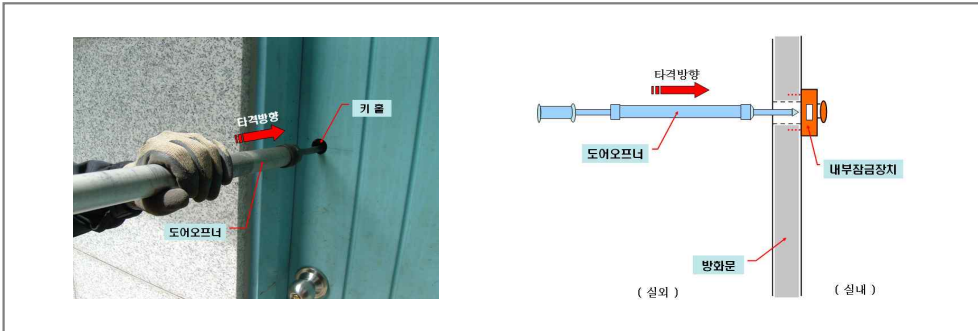 타격방향
키 홀
도어오프너
타격방향
도어오프너
내부잠금장치
방화문
( 실외 )
( 실내 )